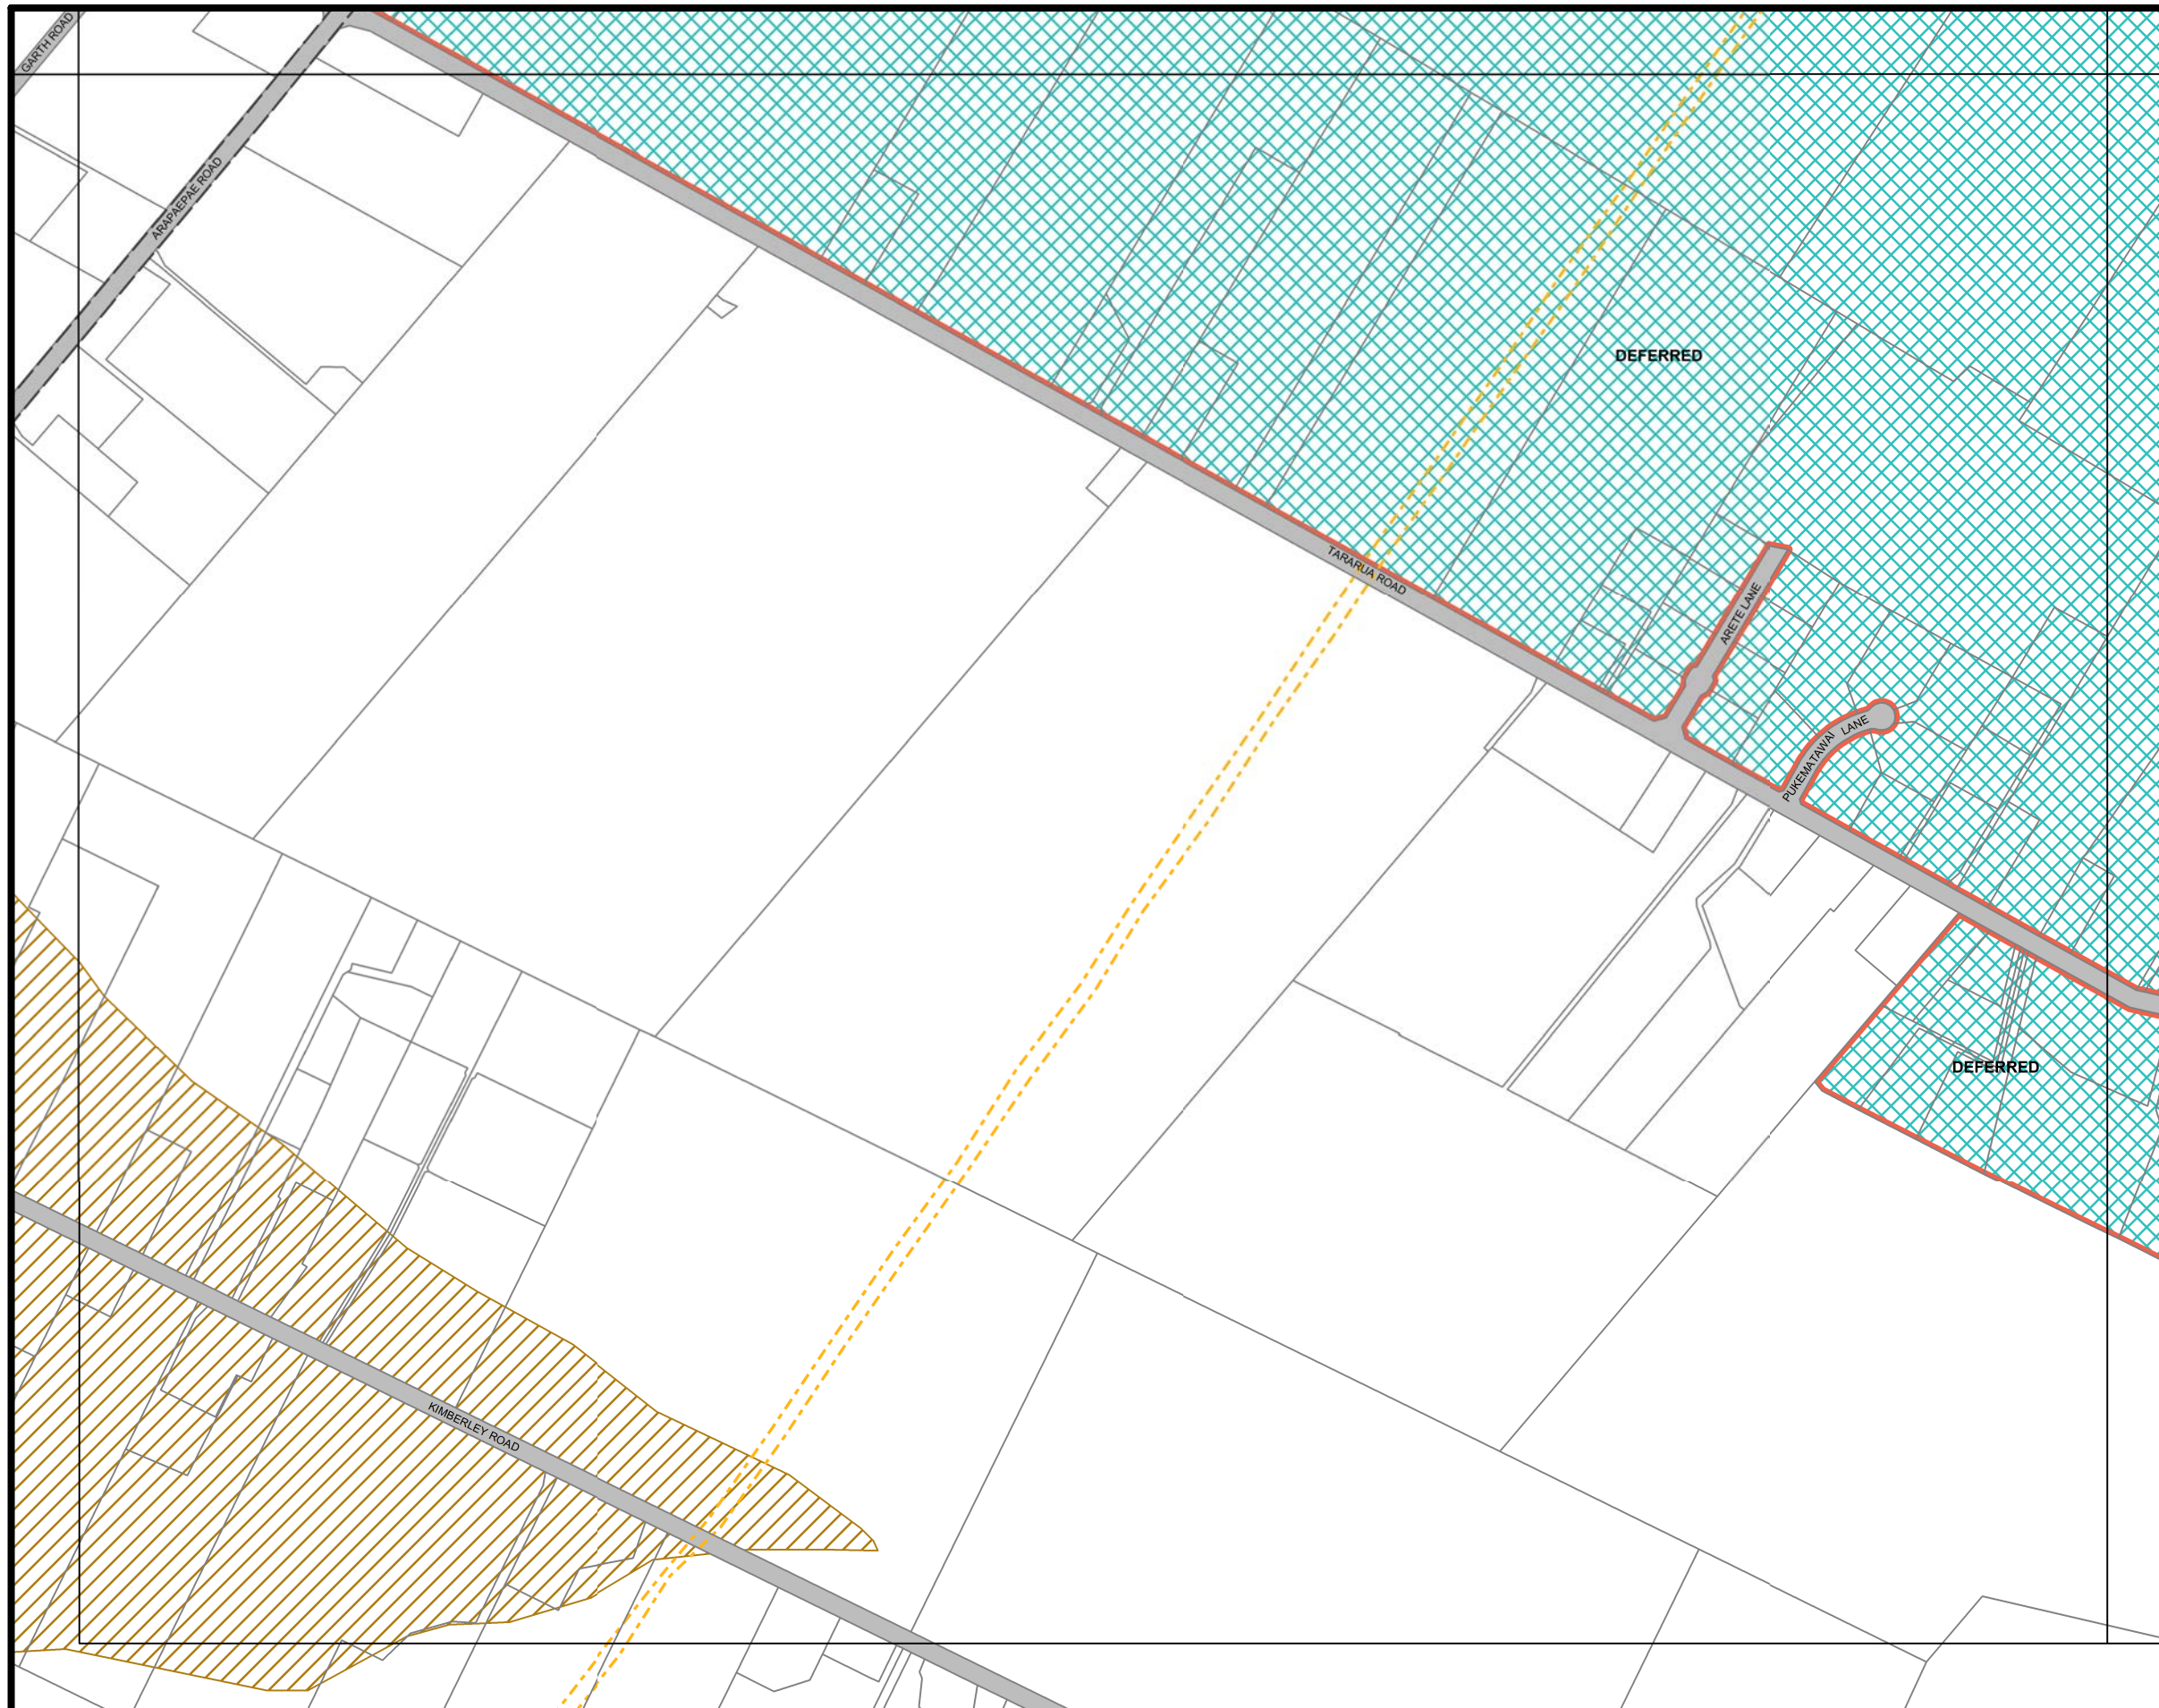 GARTH ROAD
ARAPAEPAE ROAD
DEFERRED
TARARUA ROAD
ARETE LANE
PUKEMATAWAI LANE
DEFERRED
KIMBERLEY ROAD